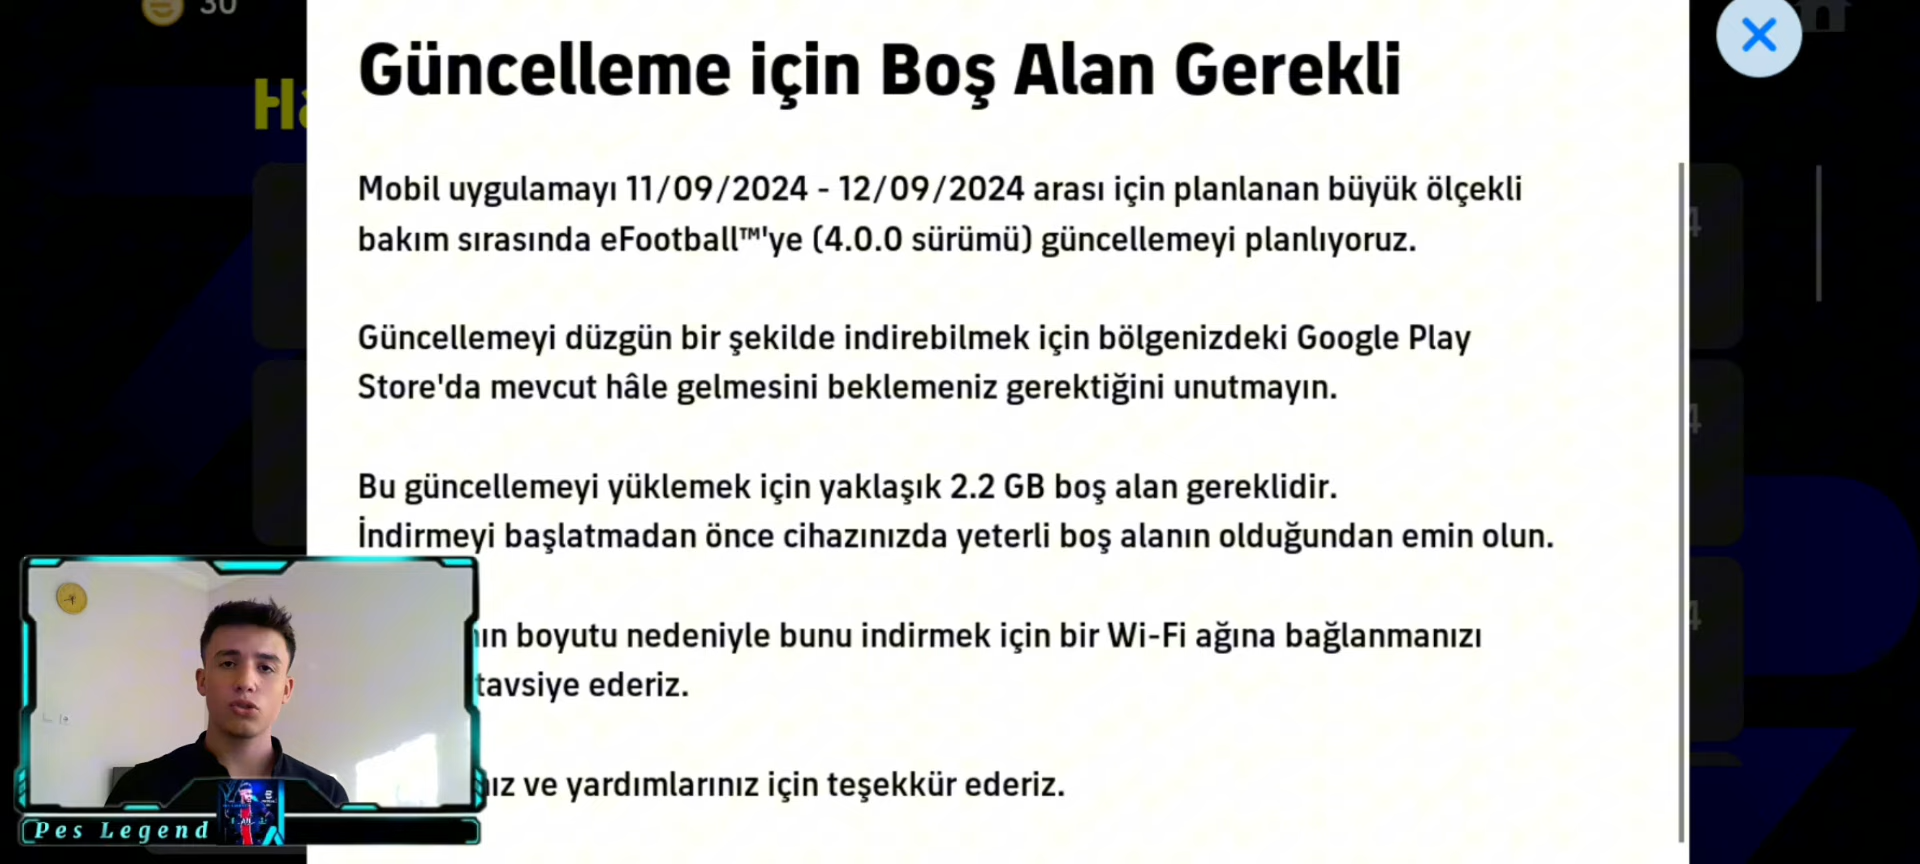 30
Güncelleme için Boş Alan Gerekli
Mobil uygulamayı 11/09/2024 - 12/09/2024 arası için planlanan büyük ölçekli
bakım sırasında eFootball™'ye (4.0.0 sürümü) güncellemeyi planlıyoruz.
Güncellemeyi düzgün bir şekilde indirebilmek için bölgenizdeki Google Play
Store'da mevcut hâle gelmesini beklemeniz gerektiğini unutmayın.
Bu güncellemeyi yüklemek için yaklaşık 2.2 GB boş alan gereklidir.
İndirmeyi başlatmadan önce cihazınızda yeterli boş alanın olduğundan emin olun.
boyutu nedeniyle bunu indirmek için bir Wi-Fi ağına bağlanmanızı
tavsiye ederiz.
ve yardımlarınız için teşekkür ederiz.
Pes Legend